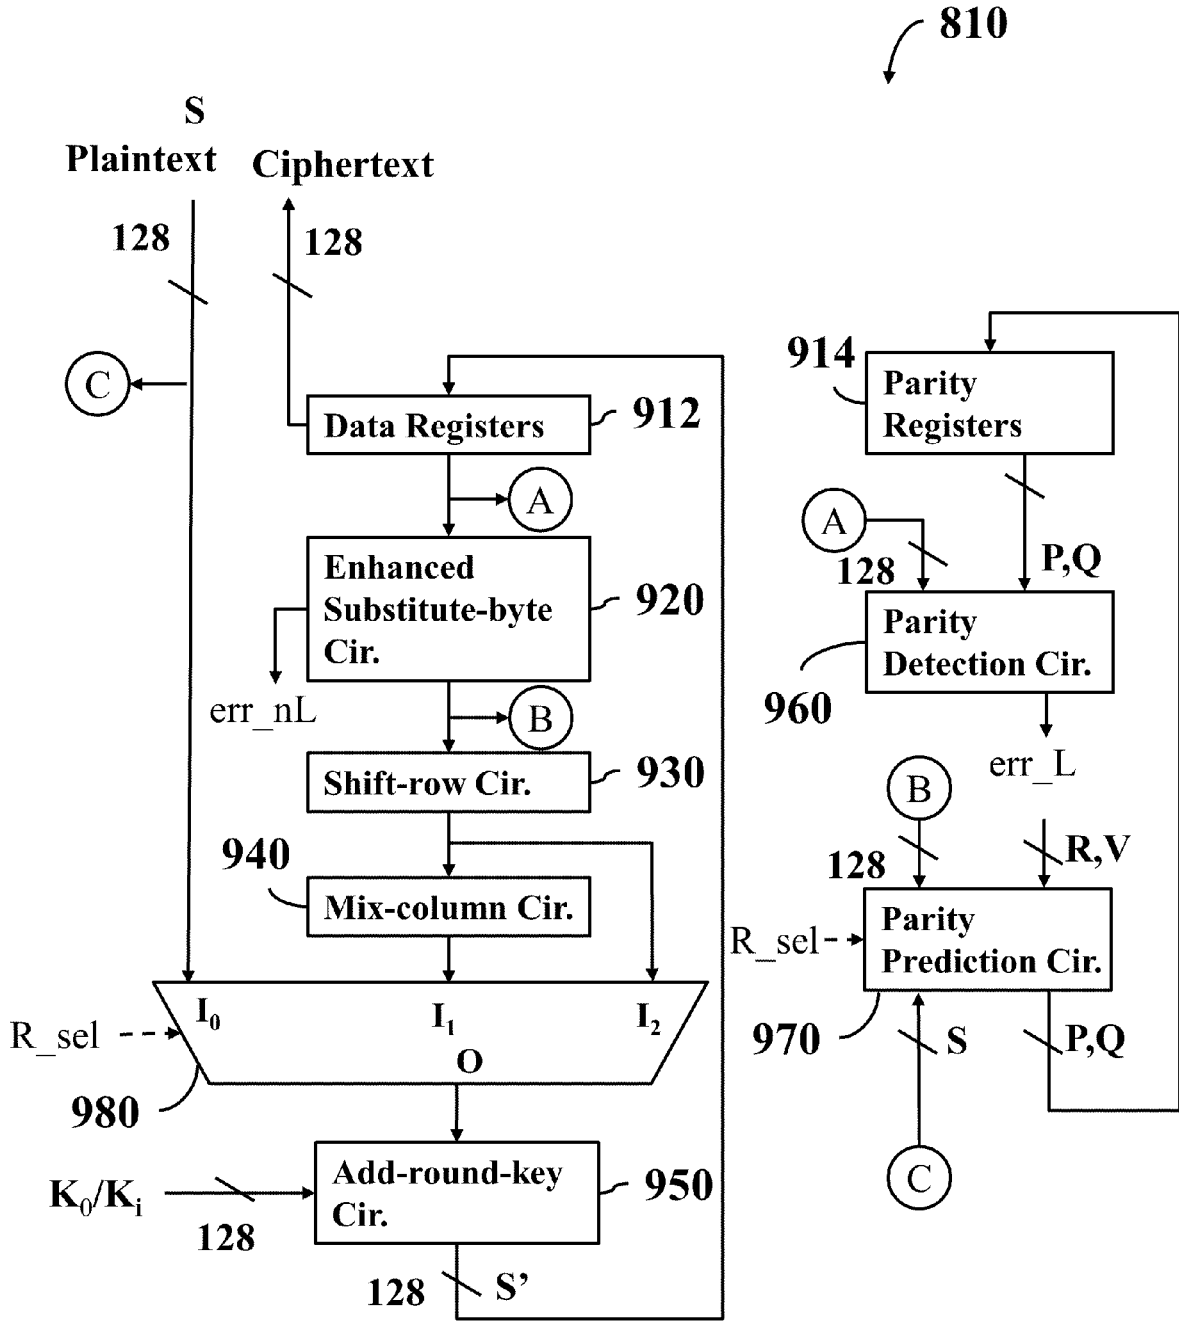 810
S
Plaintext
Ciphertext
128
128
C
Data Registers
912
A
Enhanced
Substitute-byte
Cir.
920
err_nL
B
Shift-row Cir.
930
940
Mix-column Cir.
I₀
I₁
I₂
O
R_sel
980
K₀/Kᵢ
128
Add-round-key
Cir.
950
128
S’
914
Parity
Registers
A
128
P,Q
Parity
Detection Cir.
960
err_L
B
128
R,V
R_sel
Parity
Prediction Cir.
970
S
P,Q
C